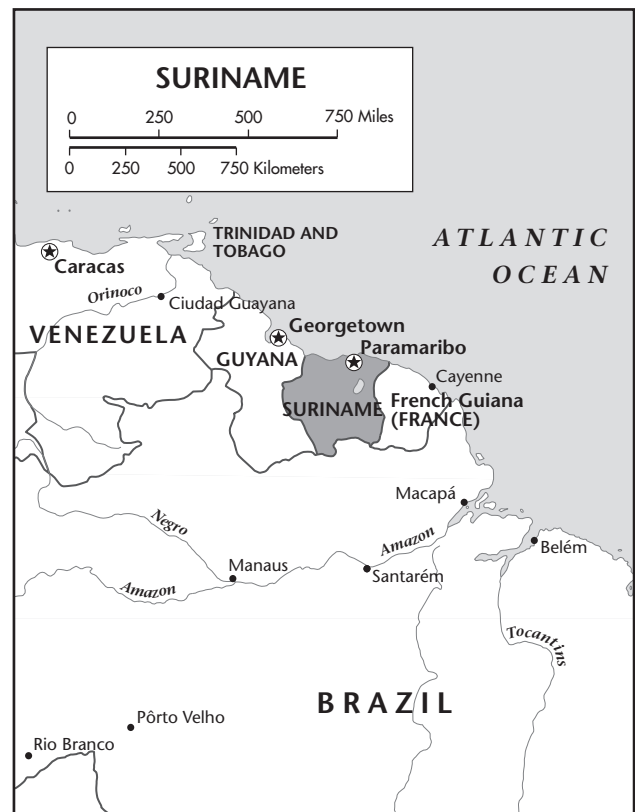 SURINAME
0 250 500 750 Miles
0 250 500 750 Kilometers
TRINIDAD AND
TOBAGO
ATLANTIC
OCEAN
Caracas
Orinoco
Ciudad Guayana
VENEZUELA
Georgetown
GUYANA
Paramaribo
Cayenne
SURINAME
French Guiana
(FRANCE)
Macapá
Negro
Amazon
Belém
Manaus
Santarém
Amazon
Tocantins
BRAZIL
Pôrto Velho
Rio Branco